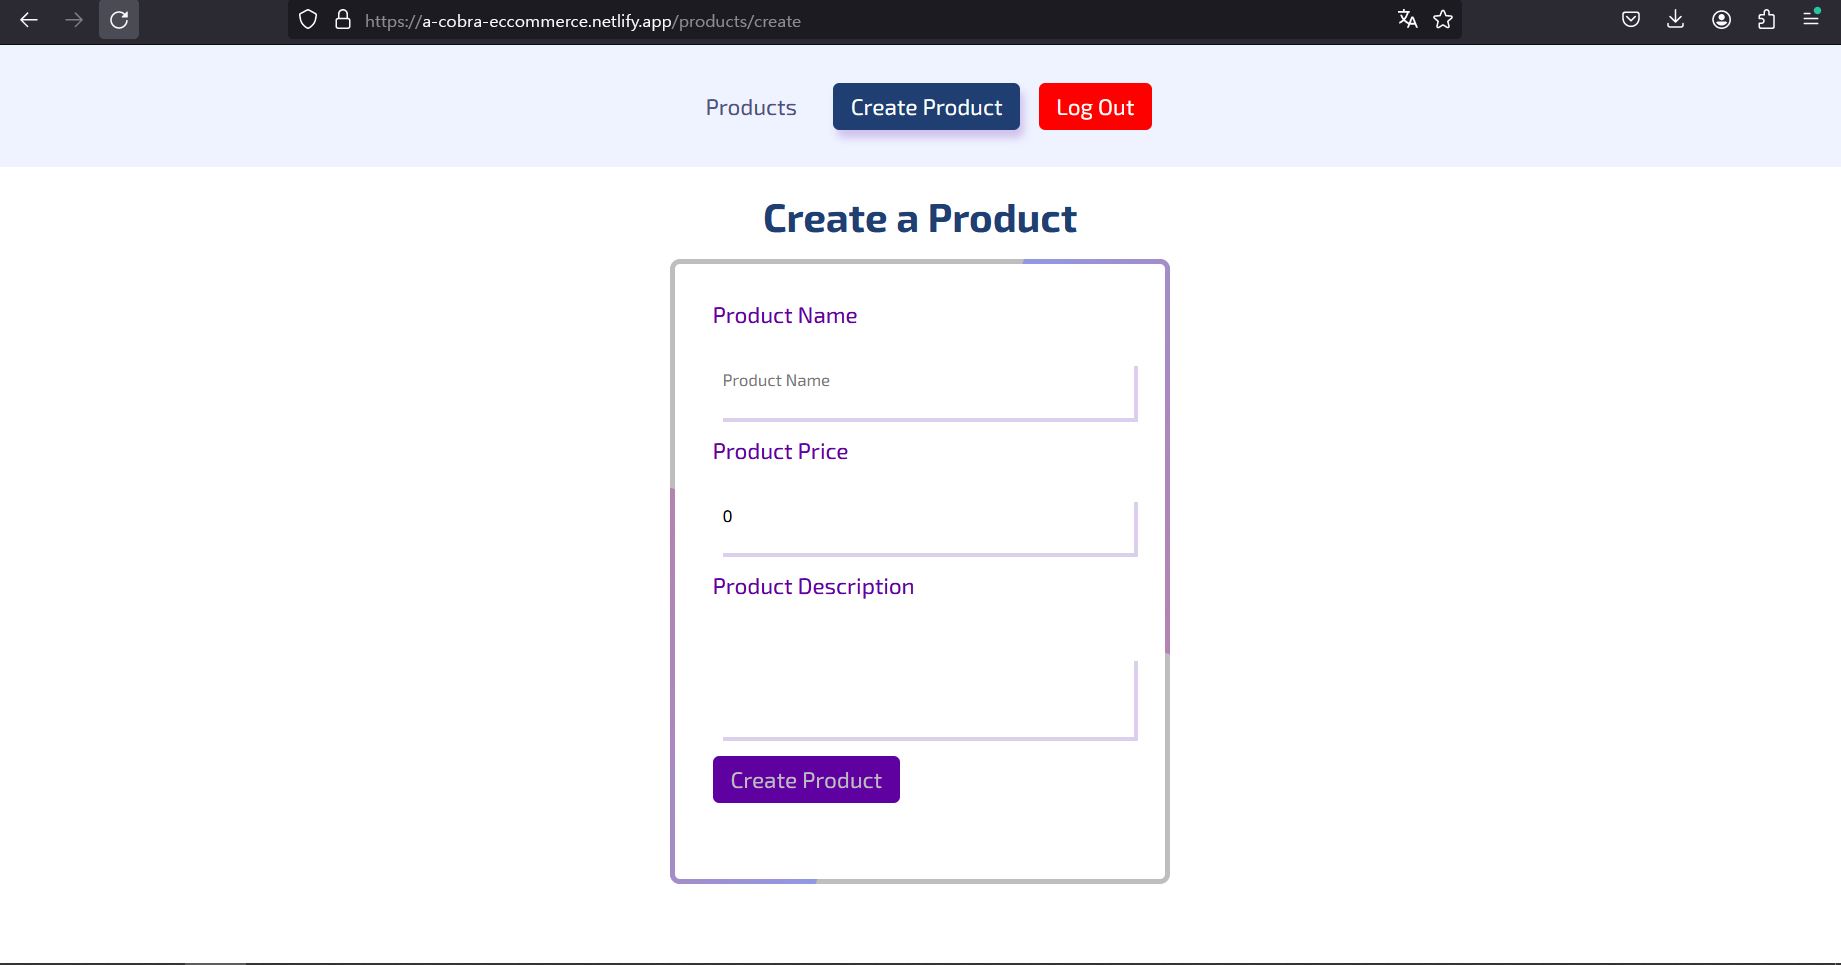 https://a-cobra-eccommerce.netlify.app/products/create
Products Create Product Log Out
Create a Product
Product Name
Product Name
Product Price
0
Product Description
Create Product